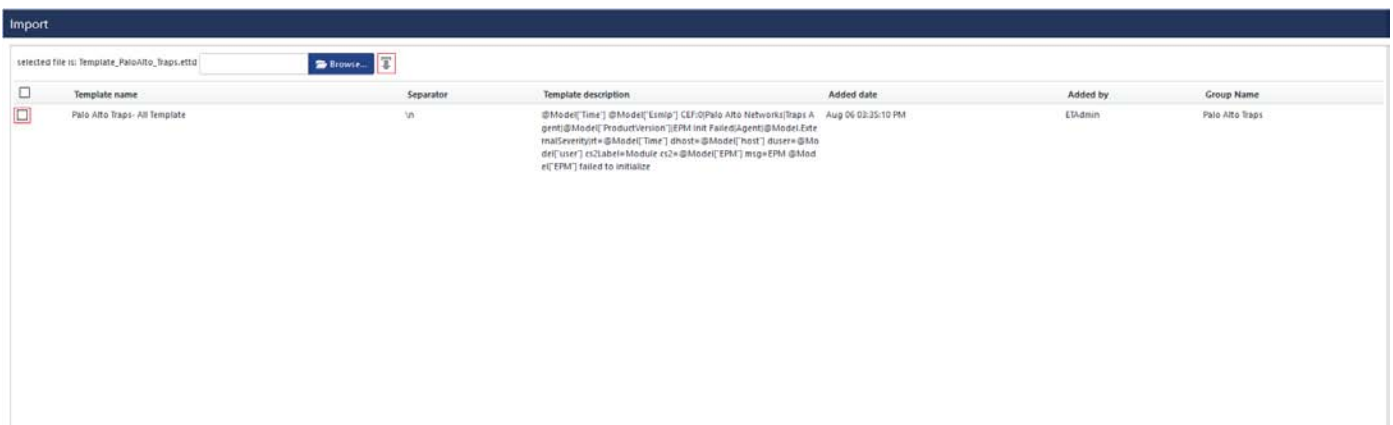 Import
selected file is: Template_PaloAlto_Traps.ettd Browse...
Template name Separator Template description Added date Added by Group Name
Palo Alto Traps- All Template \n @Model["Time"] @Model["EsmIp"] CEF:0|Palo Alto Networks|Traps A Aug 06 03:35:10 PM ETAdmin Palo Alto Traps
gent|@Model["ProductVersion"]|EPM Init Failed|Agent|@Model.Exte
rnalSeverity|rt=@Model["Time"] dhost=@Model["host"] duser=@Mo
del["user"] cs2Label=Module cs2=@Model["EPM"] msg=EPM @Mod
el["EPM"] failed to initialize